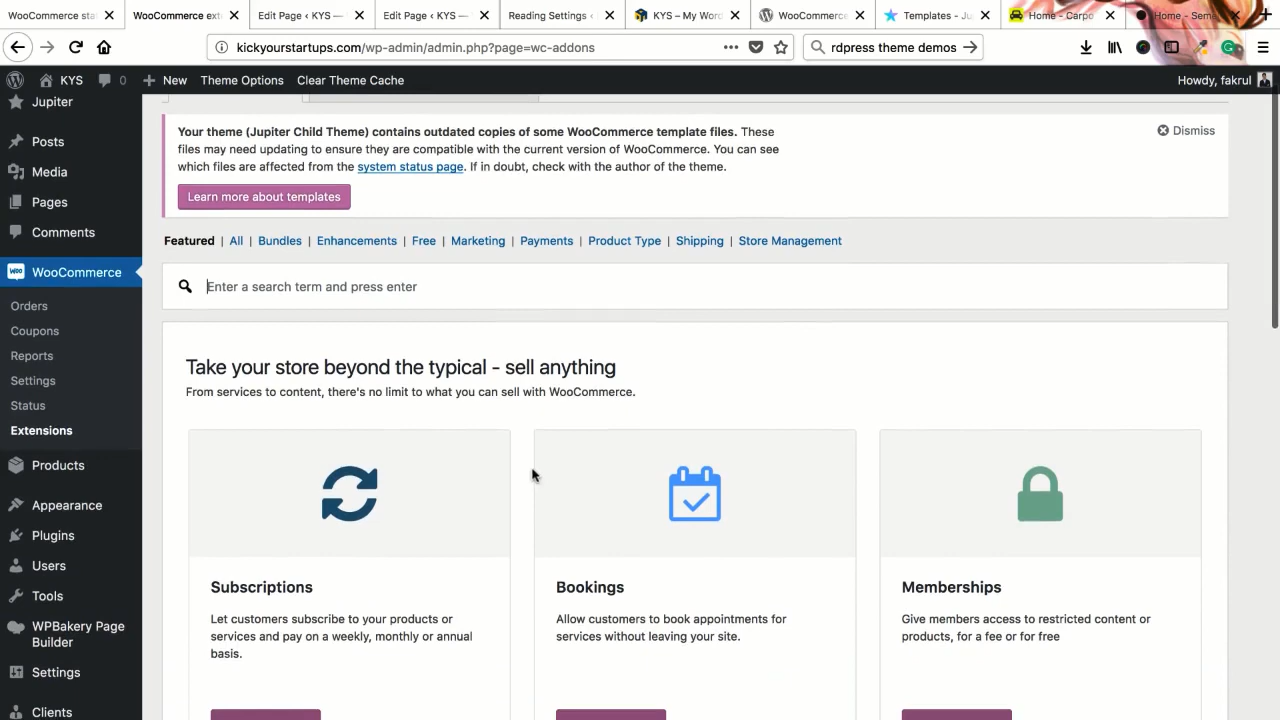 WooCommerce sta
WooCommerce ext
Edit Page ‹ KYS —
Edit Page ‹ KYS —
Reading Settings ‹
KYS – My Wor
WooCommerce
Templates - Ju
Home - Carpo
Home - Seme
kickyourstartups.com/wp-admin/admin.php?page=wc-addons
rdpress theme demos
KYS
0
New
Theme Options
Clear Theme Cache
Howdy, fakrul
Jupiter
Posts
Media
Pages
Comments
WooCommerce
Orders
Coupons
Reports
Settings
Status
Extensions
Products
Appearance
Plugins
Users
Tools
WPBakery Page
Builder
Settings
Clients
Your theme (Jupiter Child Theme) contains outdated copies of some WooCommerce template files. These
files may need updating to ensure they are compatible with the current version of WooCommerce. You can see
which files are affected from the system status page. If in doubt, check with the author of the theme.
Dismiss
Learn more about templates
Featured | All | Bundles | Enhancements | Free | Marketing | Payments | Product Type | Shipping | Store Management
Enter a search term and press enter
Take your store beyond the typical - sell anything
From services to content, there's no limit to what you can sell with WooCommerce.
Subscriptions
Let customers subscribe to your products or
services and pay on a weekly, monthly or annual
basis.
Bookings
Allow customers to book appointments for
services without leaving your site.
Memberships
Give members access to restricted content or
products, for a fee or for free